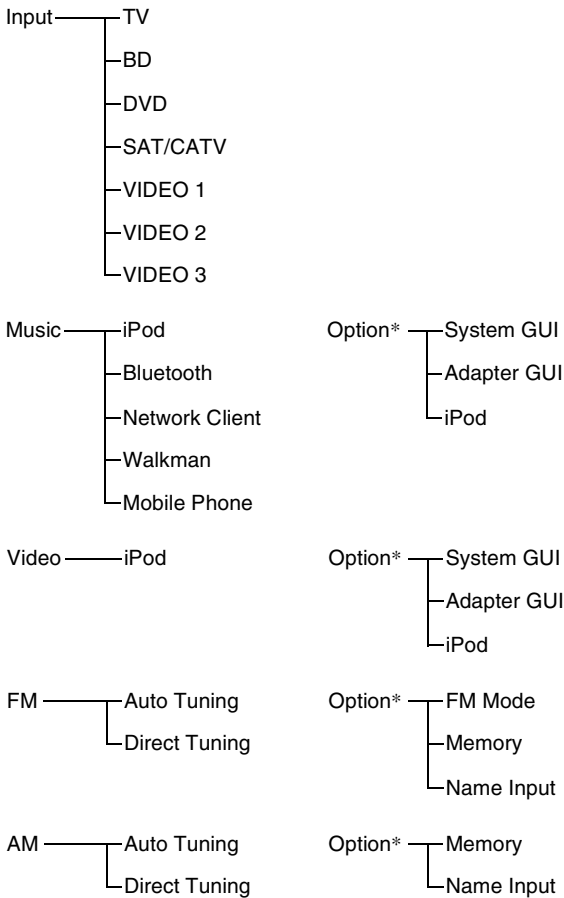 Input TV
BD
DVD
SAT/CATV
VIDEO 1
VIDEO 2
VIDEO 3
Music iPod Option* System GUI
Bluetooth Adapter GUI
Network Client iPod
Walkman
Mobile Phone
Video iPod Option* System GUI
Adapter GUI
iPod
FM Auto Tuning Option* FM Mode
Direct Tuning Memory
Name Input
AM Auto Tuning Option* Memory
Direct Tuning Name Input